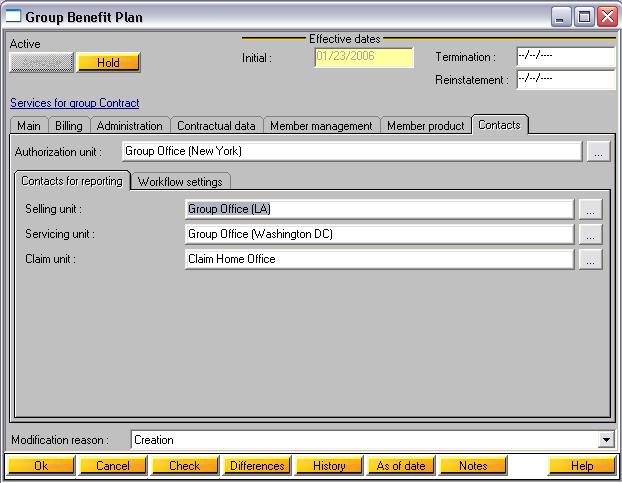 Group Benefit Plan
Active
Effective dates
Initial : 01/23/2006 Termination : --/--/----
Hold
Reinstatement : --/--/----
Services for group Contract
Main Billing Administration Contractual data Member management Member product Contacts
Authorization unit : Group Office (New York) ...
Contacts for reporting Workflow settings
Selling unit : Group Office (LA) ...
Servicing unit : Group Office (Washington DC) ...
Claim unit : Claim Home Office ...
Modification reason : Creation
Ok Cancel Check Differences History As of date Notes Help